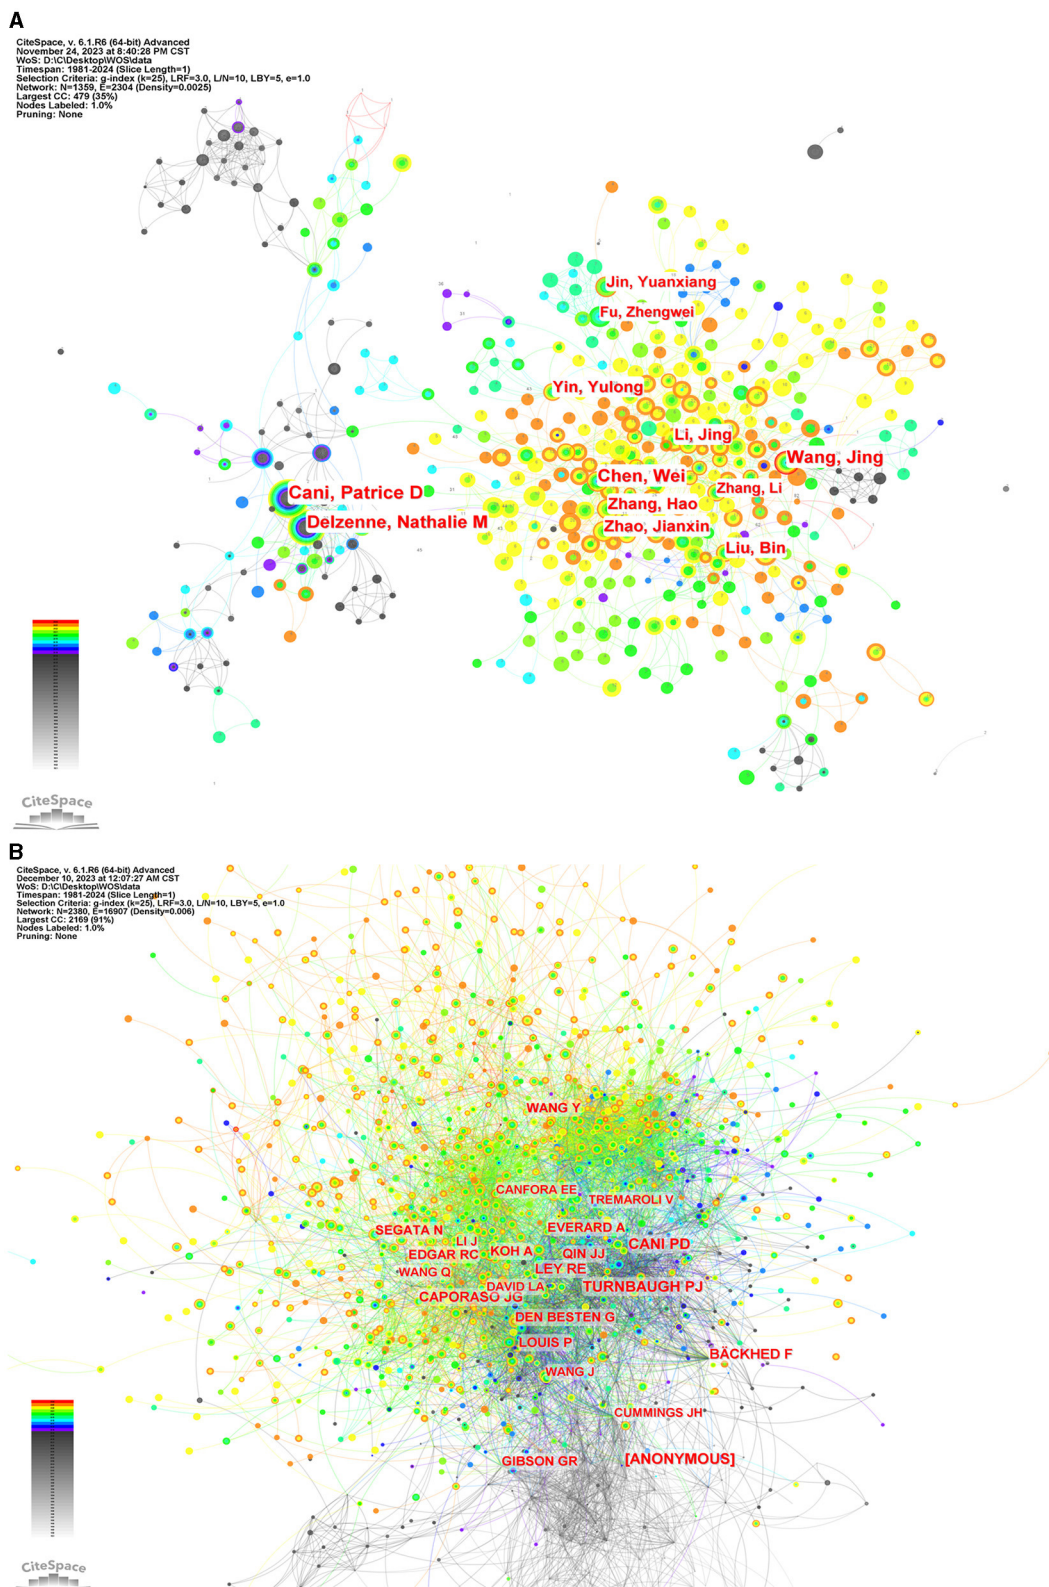 A
CiteSpace, v. 6.1.R6 (64-bit) Advanced
November 24, 2023 at 8:40:28 PM CST
WoS: D:\C\Desktop\WOS\data
Timespan: 1981-2024 (Slice Length=1)
Selection Criteria: g-index (k=25), LRF=3.0, L/N=10, LBY=5, e=1.0
Network: N=1359, E=2304 (Density=0.0025)
Largest CC: 479 (35%)
Nodes Labeled: 1.0%
Pruning: None
Jin, Yuanxiang
Fu, Zhengwei
Yin, Yulong
Li, Jing
Wang, Jing
Chen, Wei
Zhang, Li
Cani, Patrice D
Zhang, Hao
Delzenne, Nathalie M
Zhao, Jianxin
Liu, Bin
CiteSpace
B
CiteSpace, v. 6.1.R6 (64-bit) Advanced
December 10, 2023 at 12:07:27 AM CST
WoS: D:\C\Desktop\WOS\data
Timespan: 1981-2024 (Slice Length=1)
Selection Criteria: g-index (k=25), LRF=3.0, L/N=10, LBY=5, e=1.0
Network: N=2380, E=16907 (Density=0.006)
Largest CC: 2169 (91%)
Nodes Labeled: 1.0%
Pruning: None
WANG Y
CANFORA EE
TREMAROLI V
SEGATA N
EVERARD A
LI J
CANI PD
EDGAR RC
KOH A
QIN JJ
WANG Q
LEY RE
DAVID LA
TURNBAUGH PJ
CAPORASO JG
DEN BESTEN G
LOUIS P
BÄCKHED F
WANG J
CUMMINGS JH
GIBSON GR
[ANONYMOUS]
CiteSpace